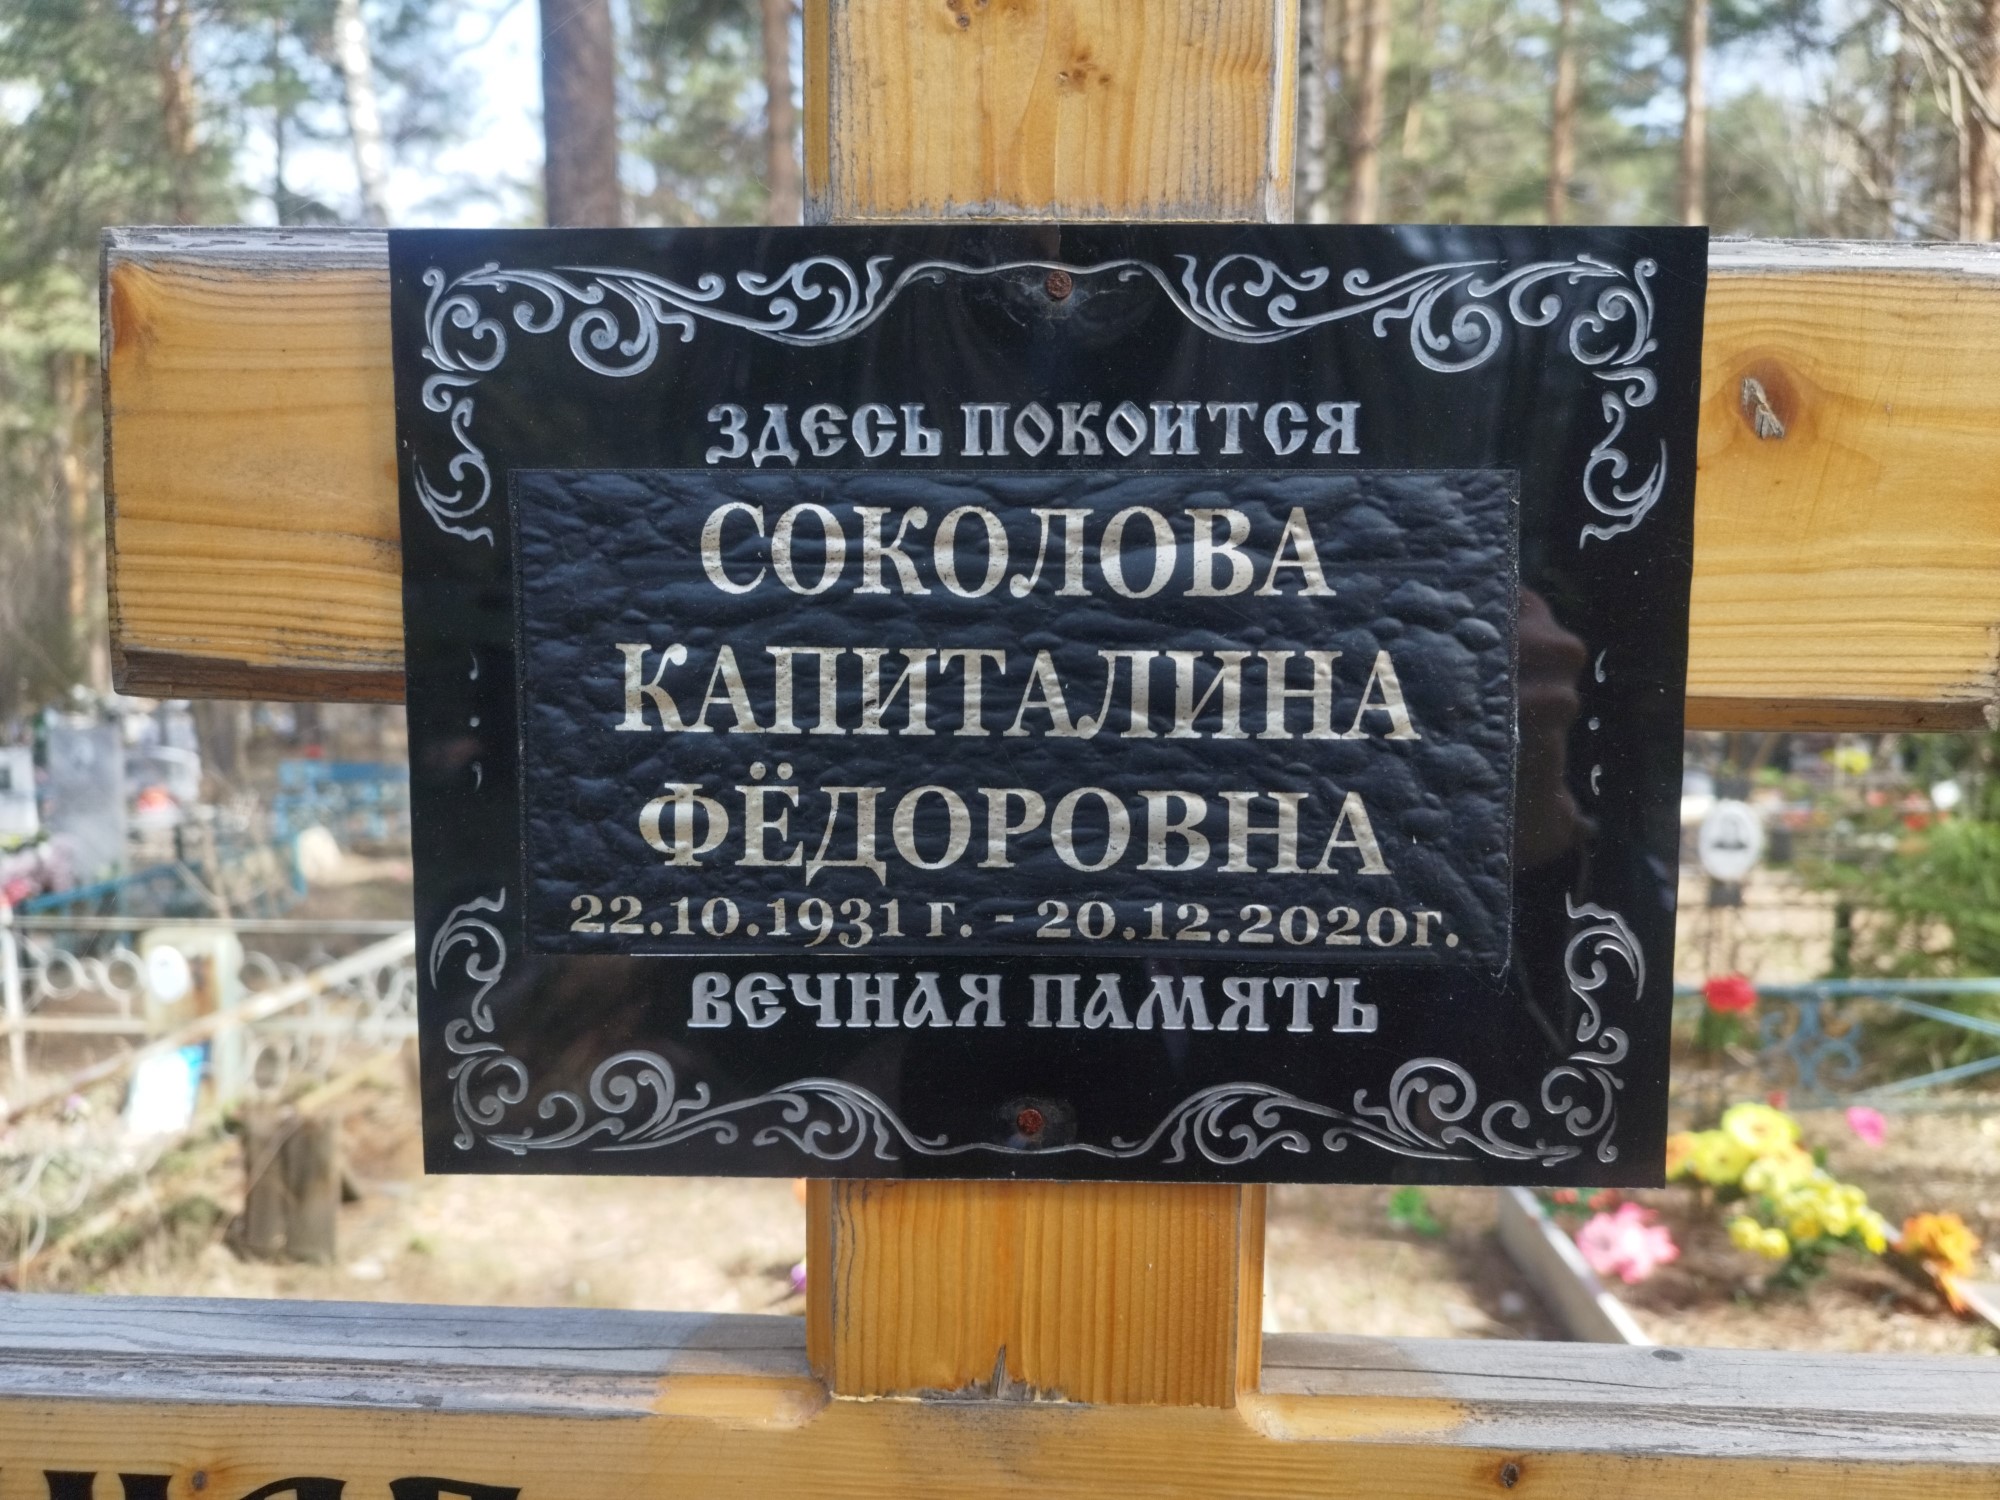 ЗДЕСЬ ПОКОИТСЯ
СОКОЛОВА
КАПИТАЛИНА
ФЁДОРОВНА
22.10.1931 г. - 20.12.2020г.
ВЕЧНАЯ ПАМЯТЬ